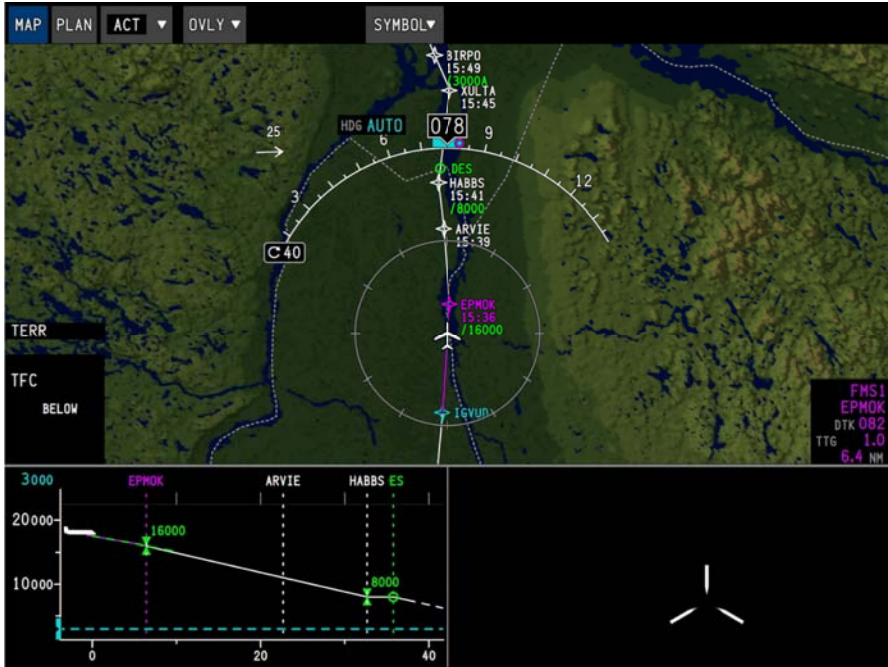 MAP PLAN ACT ▼ OVLY ▼ SYMBOL▼
BIRPO
15:49
/3000A
XULTA
15:45
HDG AUTO
078
25
3
6
9
12
DES
HABBS
15:41
/8000
ARVIE
15:39
40
EPMOK
15:36
/16000
IGVUD
TERR
TFC
BELOW
FMS1
EPMOK
DTK 082
TTG 1.0
6.4 NM
3000
EPMOK ARVIE HABBS ES
20000
16000
10000
8000
0 20 40